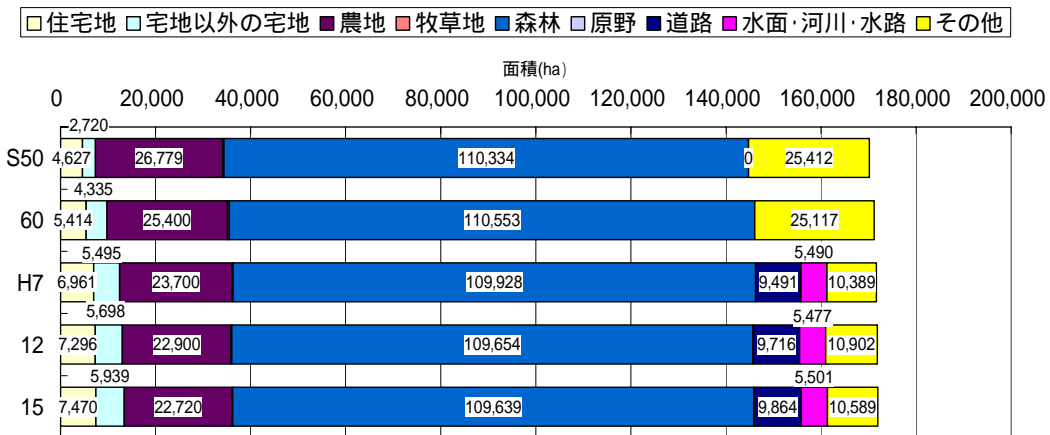 住宅地 宅地以外の宅地 農地 牧草地 森林 原野 道路 水面・河川・水路 その他
面積(ha)
0 20,000 40,000 60,000 80,000 100,000 120,000 140,000 160,000 180,000 200,000
2,720
S50 4,627 26,779 110,334 0 25,412
4,335
60 5,414 25,400 110,553 25,117
5,495 5,490
H7 6,961 23,700 109,928 9,491 10,389
5,698 5,477
12 7,296 22,900 109,654 9,716 10,902
5,939 5,501
15 7,470 22,720 109,639 9,864 10,589